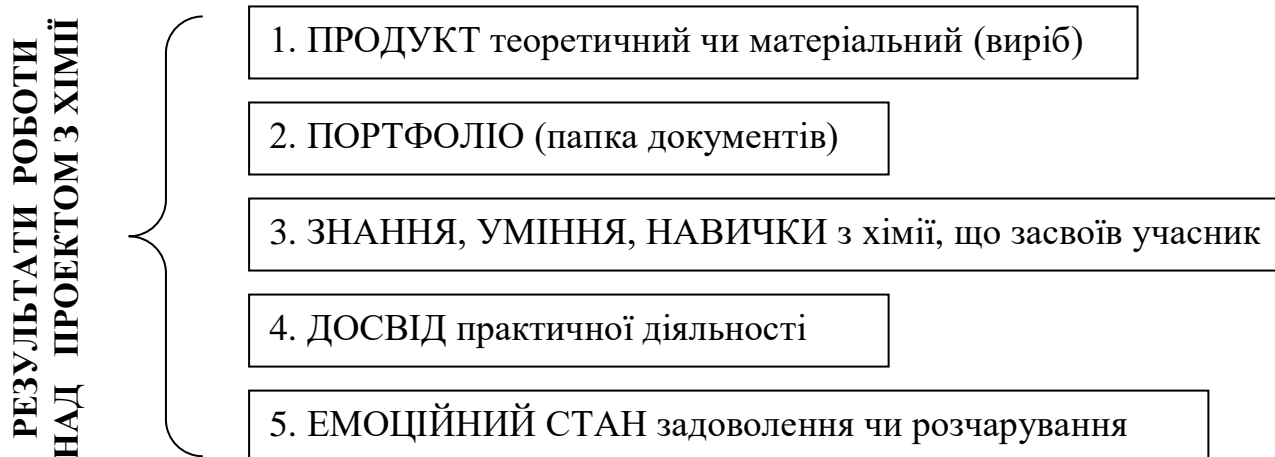 РЕЗУЛЬТАТИ РОБОТИ
НАД ПРОЕКТОМ З ХІМІЇ
1. ПРОДУКТ теоретичний чи матеріальний (виріб)
2. ПОРТФОЛІО (папка документів)
3. ЗНАННЯ, УМІННЯ, НАВИЧКИ з хімії, що засвоїв учасник
4. ДОСВІД практичної діяльності
5. ЕМОЦІЙНИЙ СТАН задоволення чи розчарування